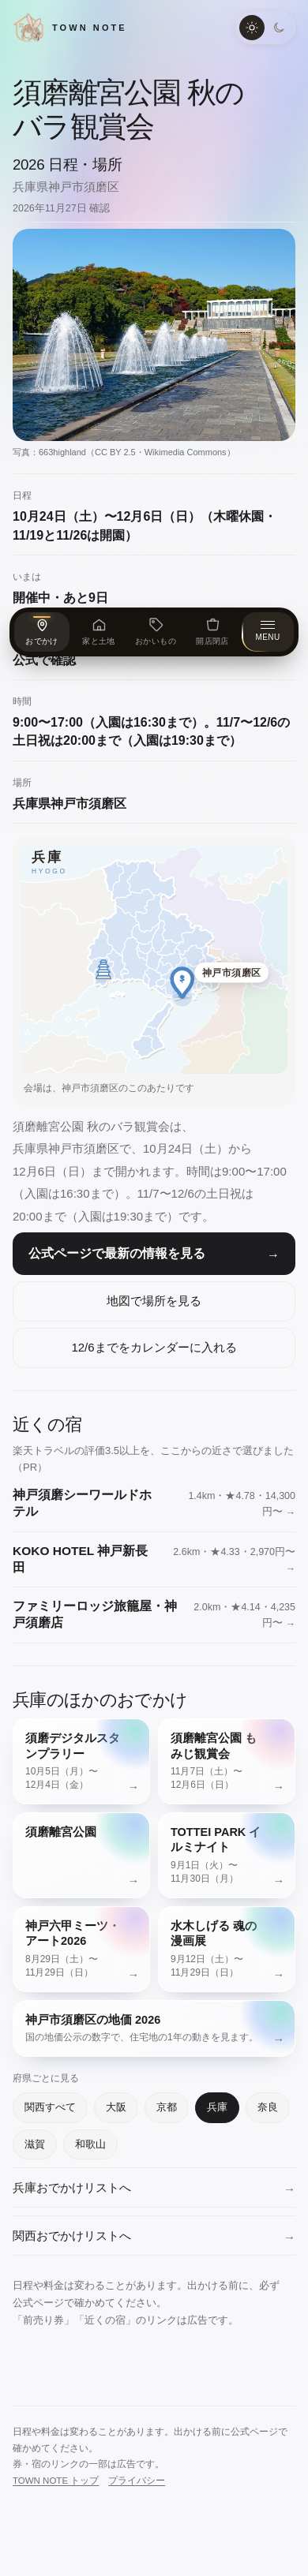 TOWN NOTE
須磨離宮公園 秋の
バラ観賞会
2026 日程・場所
兵庫県神戸市須磨区
2026年11月27日 確認
写真：663highland（CC BY 2.5・Wikimedia Commons）
日程
10月24日（土）〜12月6日（日）（木曜休園・
11/19と11/26は開園）
いまは
開催中・あと9日
おでかけ
家と土地
おかいもの
開店閉店
MENU
公式で確認
時間
9:00〜17:00（入園は16:30まで）。11/7〜12/6の
土日祝は20:00まで（入園は19:30まで）
場所
兵庫県神戸市須磨区
兵庫
HYOGO
神戸市須磨区
会場は、神戸市須磨区のこのあたりです
須磨離宮公園 秋のバラ観賞会は、
兵庫県神戸市須磨区で、10月24日（土）から
12月6日（日）まで開かれます。時間は9:00〜17:00
（入園は16:30まで）。11/7〜12/6の土日祝は
20:00まで（入園は19:30まで）です。
公式ページで最新の情報を見る →
地図で場所を見る
12/6までをカレンダーに入れる
近くの宿
楽天トラベルの評価3.5以上を、ここからの近さで選びました
（PR）
神戸須磨シーワールドホ
テル
1.4km・★4.78・14,300
円〜 →
KOKO HOTEL 神戸新長
田
2.6km・★4.33・2,970円〜
→
ファミリーロッジ旅籠屋・神
戸須磨店
2.0km・★4.14・4,235
円〜 →
兵庫のほかのおでかけ
須磨デジタルスタ
ンプラリー
10月5日（月）〜
12月4日（金）
→
須磨離宮公園 も
みじ観賞会
11月7日（土）〜
12月6日（日）
→
須磨離宮公園
→
TOTTEI PARK イ
ルミナイト
9月1日（火）〜
11月30日（月）
→
神戸六甲ミーツ・
アート2026
8月29日（土）〜
11月29日（日）
→
水木しげる 魂の
漫画展
9月12日（土）〜
11月29日（日）
→
神戸市須磨区の地価 2026
国の地価公示の数字で、住宅地の1年の動きを見ます。
→
府県ごとに見る
関西すべて
大阪
京都
兵庫
奈良
滋賀
和歌山
兵庫おでかけリストへ →
関西おでかけリストへ →
日程や料金は変わることがあります。出かける前に、必ず
公式ページで確かめてください。
「前売り券」「近くの宿」のリンクは広告です。
日程や料金は変わることがあります。出かける前に公式ページで
確かめてください。
券・宿のリンクの一部は広告です。
TOWN NOTE トップ プライバシー